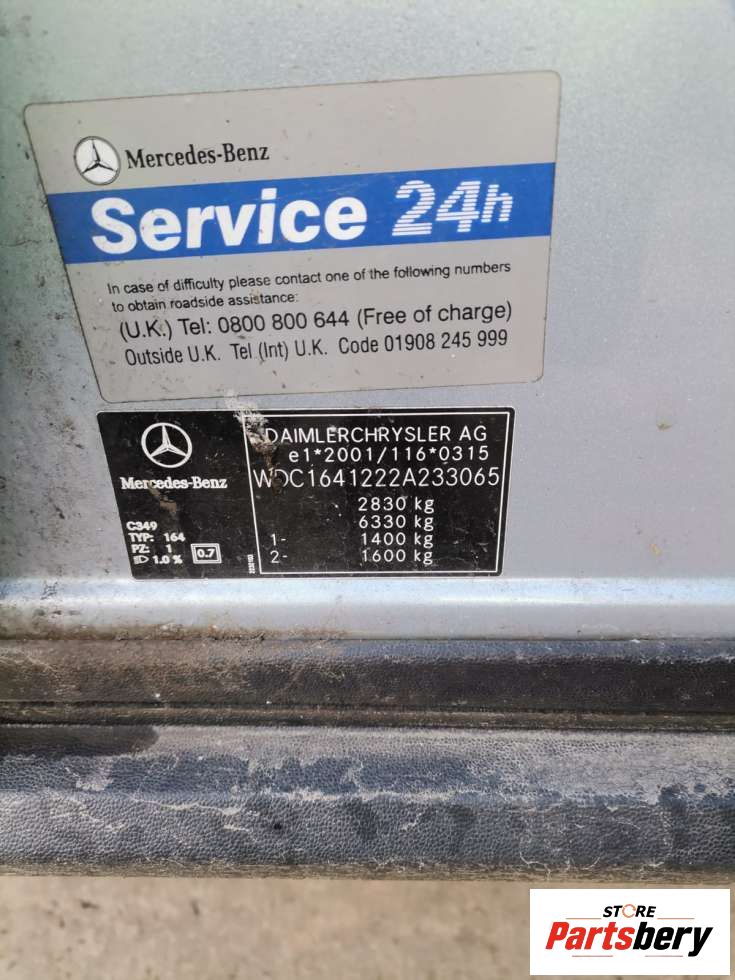 Mercedes-Benz
Service 24h
In case of difficulty please contact one of the following numbers
to obtain roadside assistance:
(U.K.) Tel: 0800 800 644 (Free of charge)
Outside U.K. Tel (Int) U.K. Code 01908 245 999
Mercedes-Benz
C349
TYP: 164
PZ: 1
1.0 % 0.7
DAIMLERCHRYSLER AG
e1*2001/116*0315
WDC1641222A233065
2830 kg
6330 kg
1- 1400 kg
2- 1600 kg
STORE
Partsbery